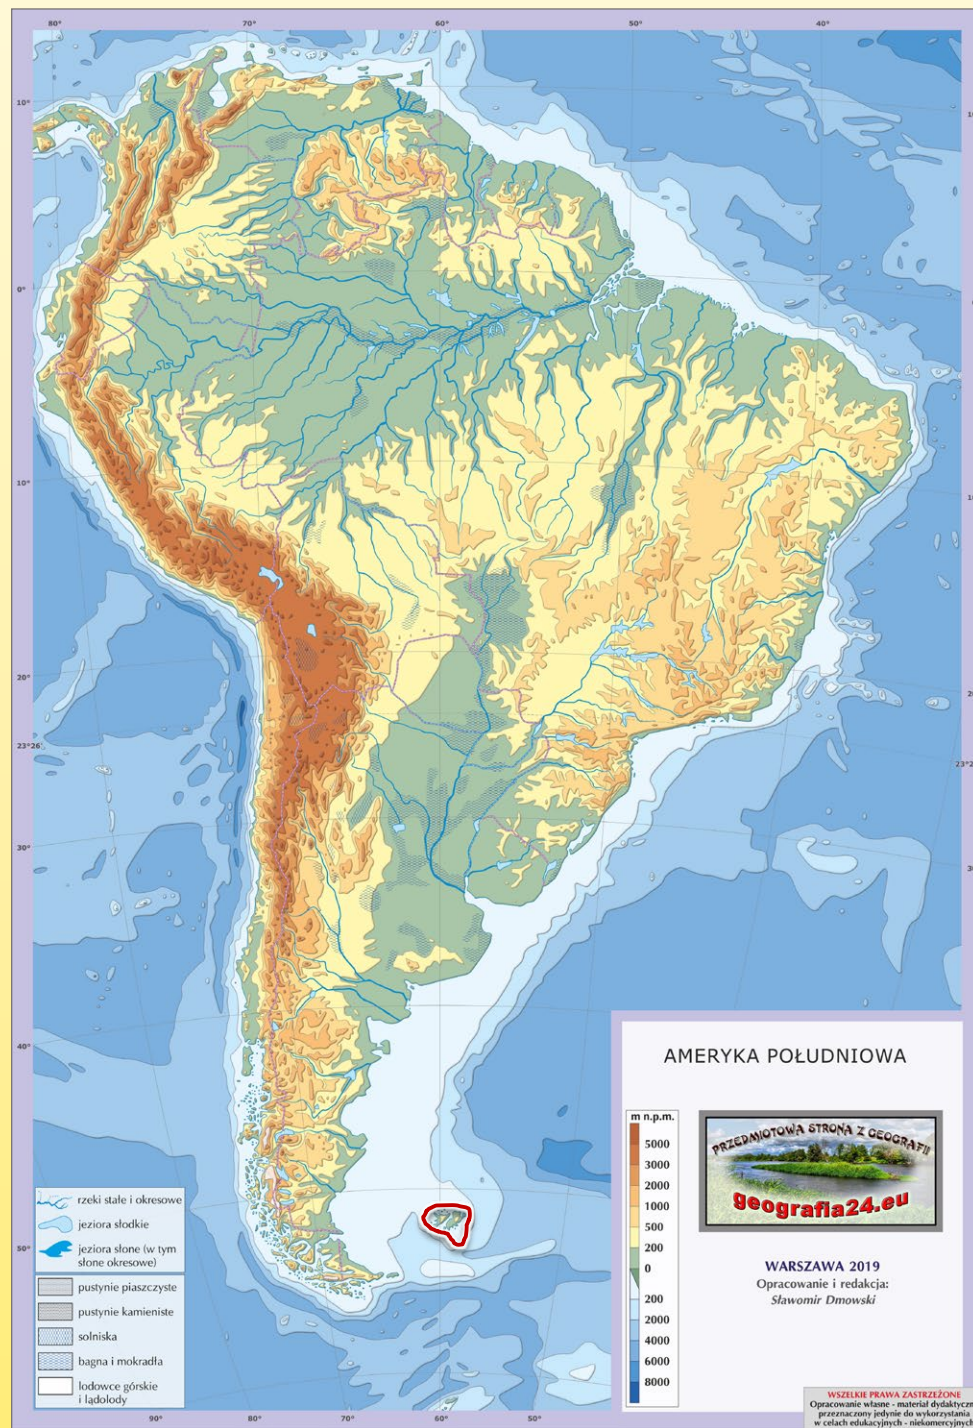 80° 70° 60° 50° 40°
10°
0°
10°
20°
23°26'
30°
40°
50°
90° 80° 70° 60° 50°
AMERYKA POŁUDNIOWA
m n.p.m.
5000
3000
2000
1000
500
200
0
200
2000
4000
6000
8000
PRZEDMIOTOWA STRONA Z GEOGRAFII
geografia24.eu
WARSZAWA 2019
Opracowanie i redakcja:
Sławomir Dmowski
rzeki stałe i okresowe
jeziora słodkie
jeziora słone (w tym
słone okresowe)
pustynie piaszczyste
pustynie kamieniste
solniska
bagna i mokradła
lodowce górskie
i lądolody
WSZELKIE PRAWA ZASTRZEŻONE
Opracowanie własne - materiał dydaktyczn
przeznaczony jedynie do wykorzystania
w celach edukacyjnych - niekomercyjnych